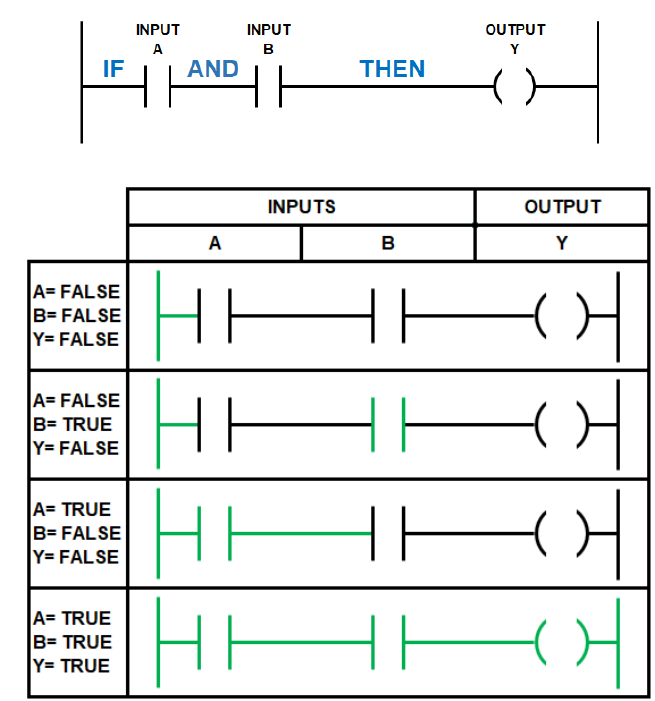 INPUT INPUT OUTPUT
A B Y
IF AND THEN
INPUTS OUTPUT
A B Y
A= FALSE
B= FALSE
Y= FALSE
A= FALSE
B= TRUE
Y= FALSE
A= TRUE
B= FALSE
Y= FALSE
A= TRUE
B= TRUE
Y= TRUE